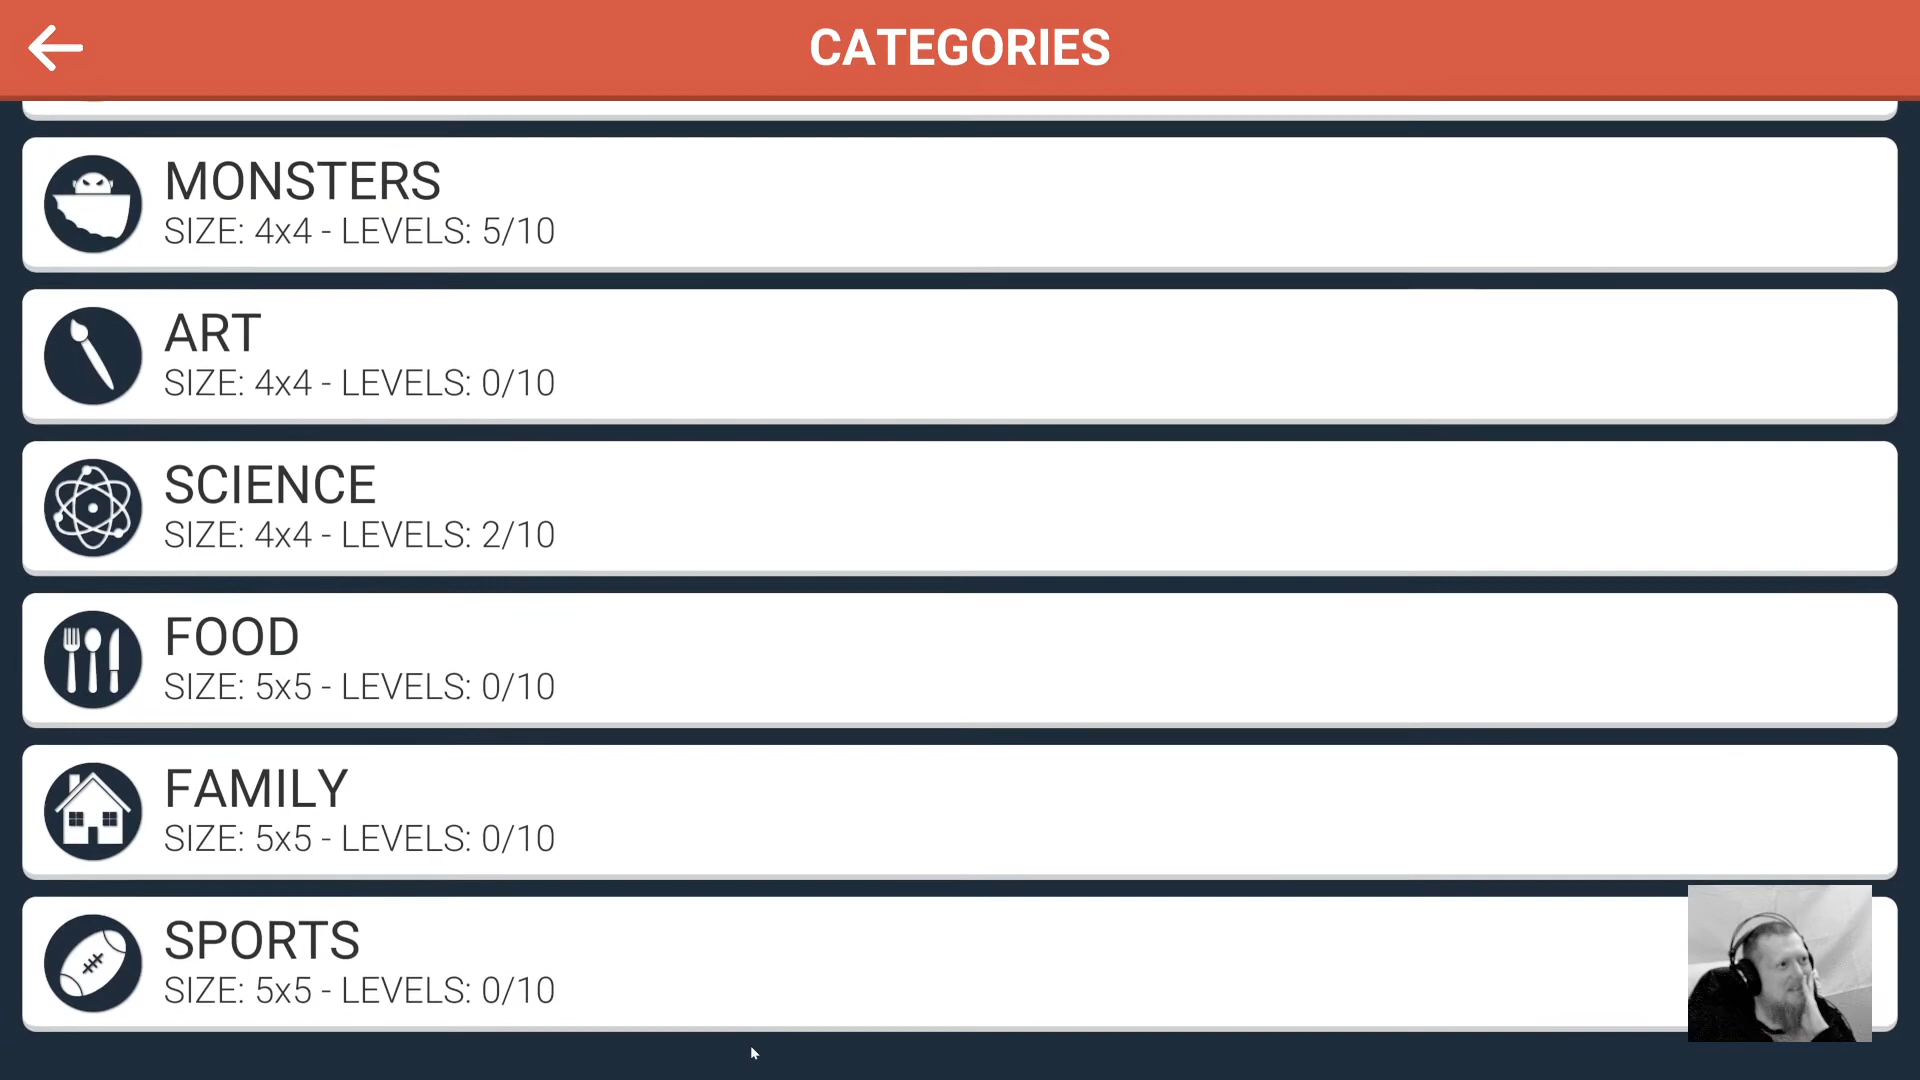 CATEGORIES
MONSTERS
SIZE: 4x4 - LEVELS: 5/10
ART
SIZE: 4x4 - LEVELS: 0/10
SCIENCE
SIZE: 4x4 - LEVELS: 2/10
FOOD
SIZE: 5x5 - LEVELS: 0/10
FAMILY
SIZE: 5x5 - LEVELS: 0/10
SPORTS
SIZE: 5x5 - LEVELS: 0/10